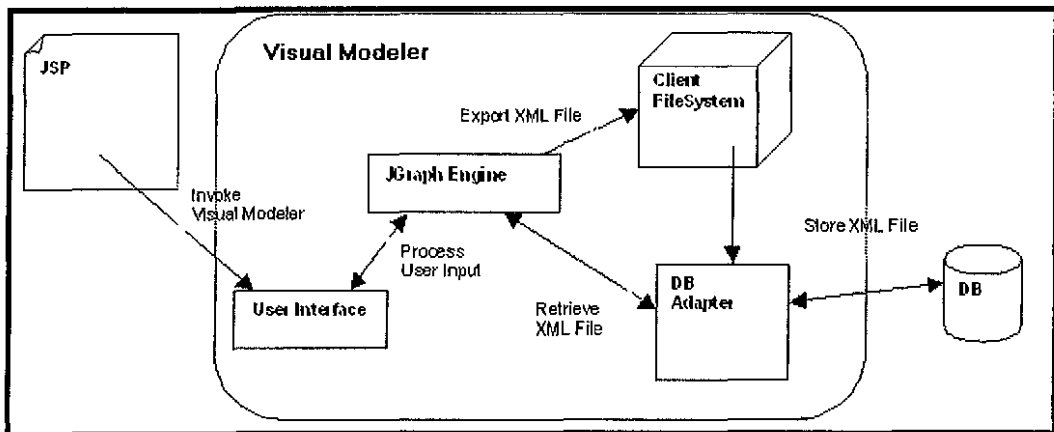 Visual Modeler
JSP
Client
FileSystem
Export XML File
JGraph Engine
Invoke
Visual Modeler
Process
User Input
Store XML File
User Interface
Retrieve
XML File
DB
Adapter
DB